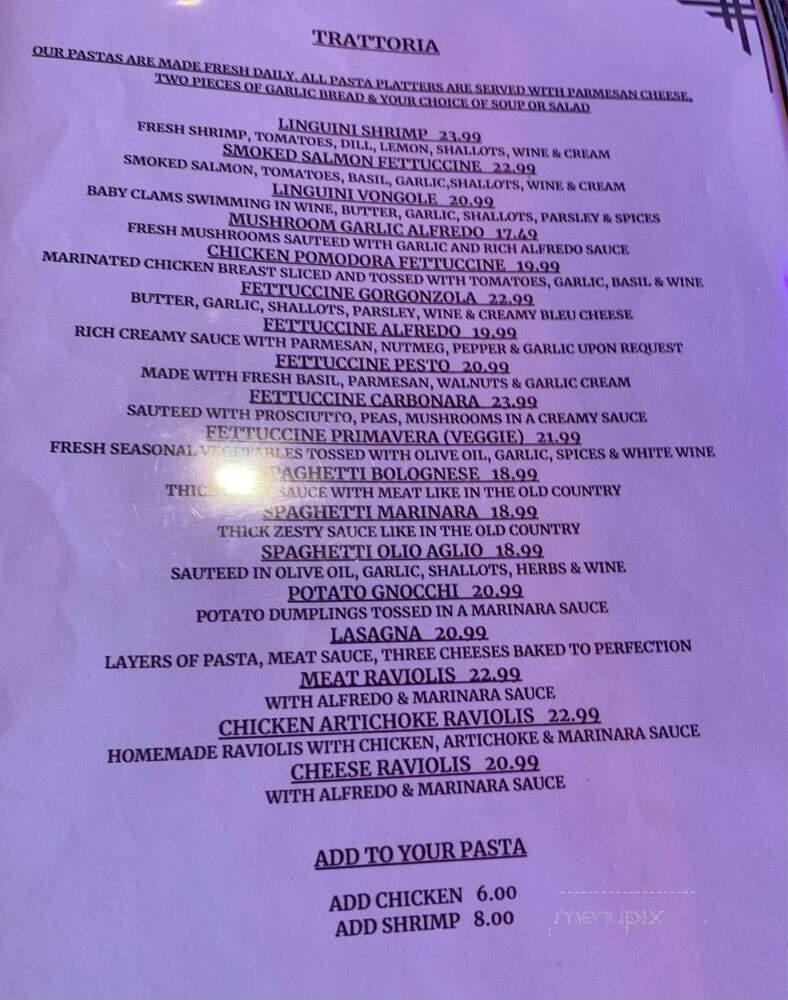 TRATTORIA
OUR PASTAS ARE MADE FRESH DAILY. ALL PASTA PLATTERS ARE SERVED WITH PARMESAN CHEESE,
TWO PIECES OF GARLIC BREAD & YOUR CHOICE OF SOUP OR SALAD
LINGUINI SHRIMP 23.99
FRESH SHRIMP, TOMATOES, DILL, LEMON, SHALLOTS, WINE & CREAM
SMOKED SALMON FETTUCCINE 22.99
SMOKED SALMON, TOMATOES, BASIL, GARLIC,SHALLOTS, WINE & CREAM
LINGUINI VONGOLE 20.99
BABY CLAMS SWIMMING IN WINE, BUTTER, GARLIC, SHALLOTS, PARSLEY & SPICES
MUSHROOM GARLIC ALFREDO 17.49
FRESH MUSHROOMS SAUTEED WITH GARLIC AND RICH ALFREDO SAUCE
CHICKEN POMODORA FETTUCCINE 19.99
MARINATED CHICKEN BREAST SLICED AND TOSSED WITH TOMATOES, GARLIC, BASIL & WINE
FETTUCCINE GORGONZOLA 22.99
BUTTER, GARLIC, SHALLOTS, PARSLEY, WINE & CREAMY BLEU CHEESE
FETTUCCINE ALFREDO 19.99
RICH CREAMY SAUCE WITH PARMESAN, NUTMEG, PEPPER & GARLIC UPON REQUEST
FETTUCCINE PESTO 20.99
MADE WITH FRESH BASIL, PARMESAN, WALNUTS & GARLIC CREAM
FETTUCCINE CARBONARA 23.99
SAUTEED WITH PROSCIUTTO, PEAS, MUSHROOMS IN A CREAMY SAUCE
FETTUCCINE PRIMAVERA (VEGGIE) 21.99
FRESH SEASONAL VEGETABLES TOSSED WITH OLIVE OIL, GARLIC, SPICES & WHITE WINE
SPAGHETTI BOLOGNESE 18.99
THICK SAUCE WITH MEAT LIKE IN THE OLD COUNTRY
SPAGHETTI MARINARA 18.99
THICK ZESTY SAUCE LIKE IN THE OLD COUNTRY
SPAGHETTI OLIO AGLIO 18.99
SAUTEED IN OLIVE OIL, GARLIC, SHALLOTS, HERBS & WINE
POTATO GNOCCHI 20.99
POTATO DUMPLINGS TOSSED IN A MARINARA SAUCE
LASAGNA 20.99
LAYERS OF PASTA, MEAT SAUCE, THREE CHEESES BAKED TO PERFECTION
MEAT RAVIOLIS 22.99
WITH ALFREDO & MARINARA SAUCE
CHICKEN ARTICHOKE RAVIOLIS 22.99
HOMEMADE RAVIOLIS WITH CHICKEN, ARTICHOKE & MARINARA SAUCE
CHEESE RAVIOLIS 20.99
WITH ALFREDO & MARINARA SAUCE
ADD TO YOUR PASTA
ADD CHICKEN 6.00
ADD SHRIMP 8.00
menupix